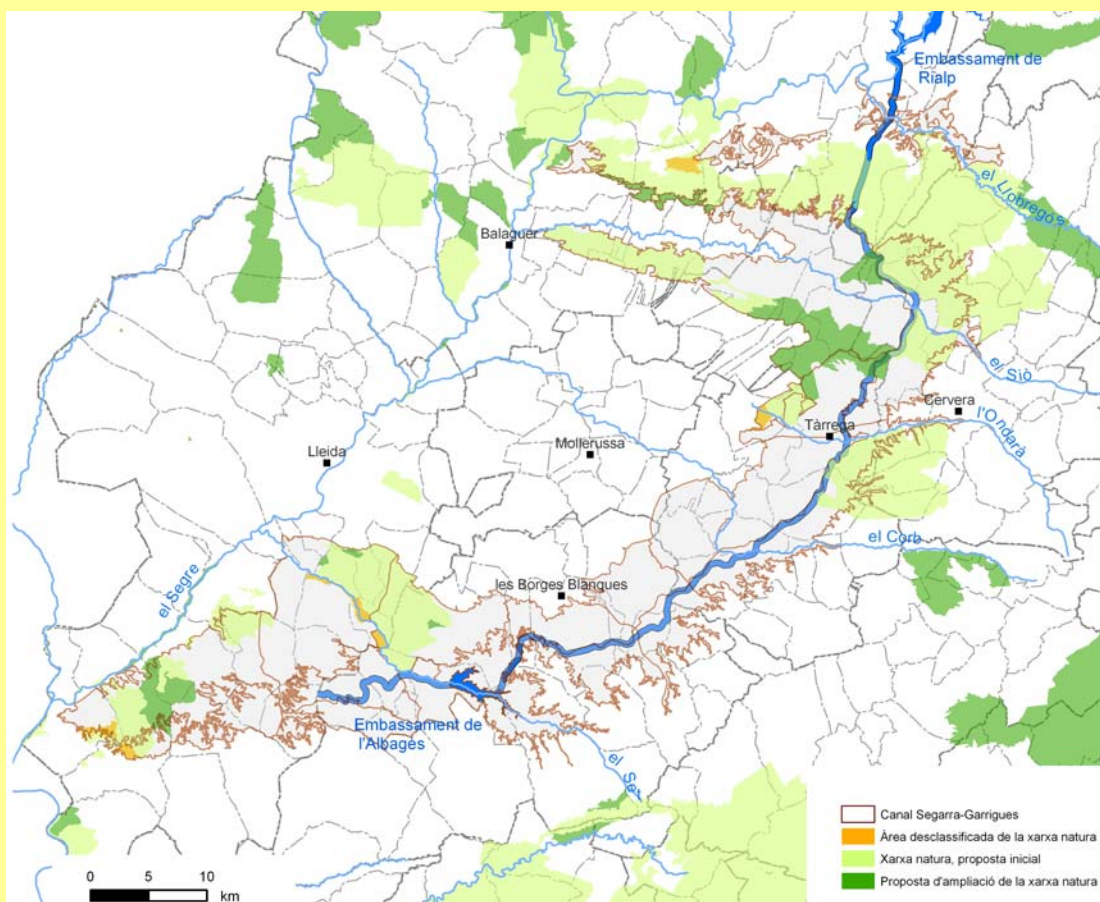 Embassament de
Rialp
el Llobregós
Balaguer
el Siò
Cervera
l'Ondarà
Tàrrega
Mollerussa
Lleida
el Corb
les Borges Blanques
el Segre
Embassament de
l'Albagés
el Set
0 5 10
km
Canal Segarra-Garrigues
Àrea desclassificada de la xarxa natura
Xarxa natura, proposta inicial
Proposta d'ampliació de la xarxa natura